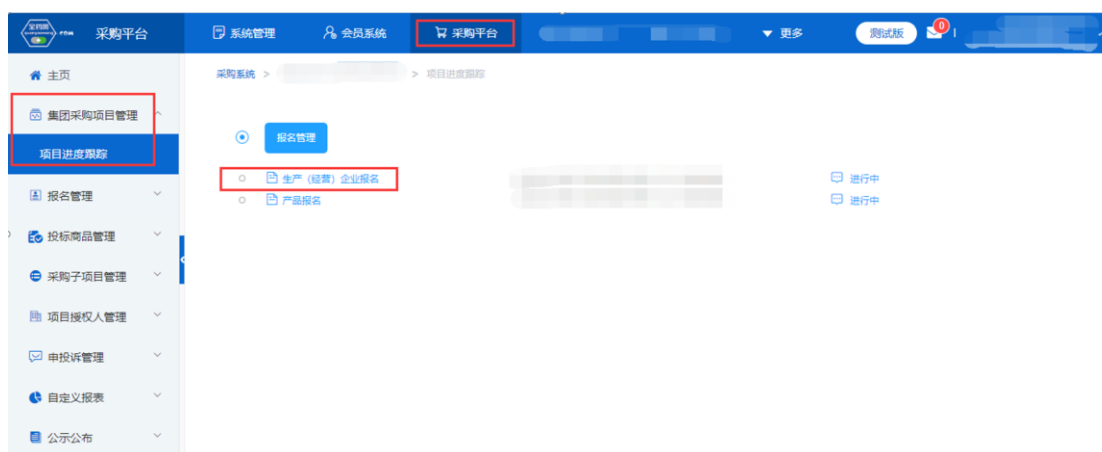 采购平台
系统管理 会员系统 采购平台 更多 测试版 0
主页
采购系统 > > 项目进度跟踪
集团采购项目管理
项目进度跟踪
报名管理
生产（经营）企业报名 进行中
产品报名 进行中
报名管理
投标商品管理
采购子项目管理
项目授权人管理
申投诉管理
自定义报表
公示公布